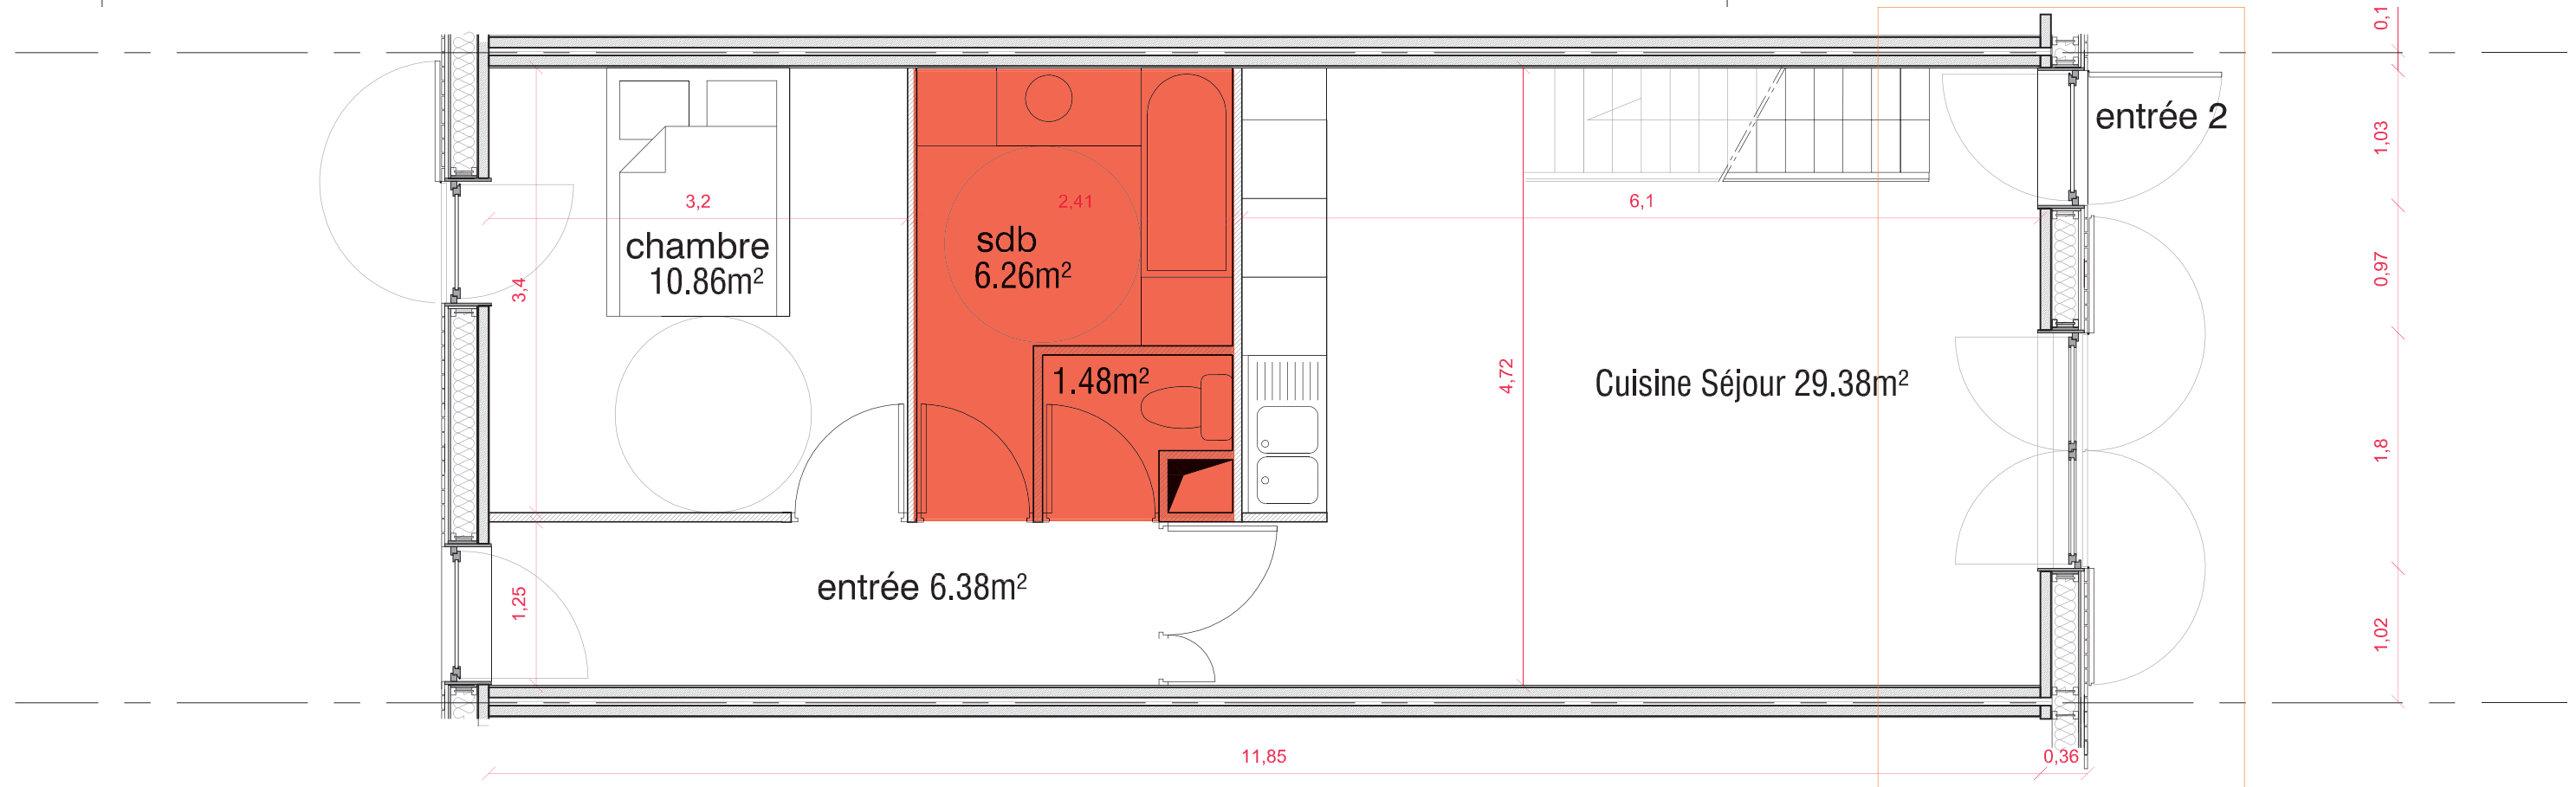 0,1
entrée 2
1,03
3,2
2,41
6,1
chambre
10.86m²
sdb
6.26m²
0,97
3,4
1.48m²
4,72
Cuisine Séjour 29.38m²
1,8
entrée 6.38m²
1,25
1,02
11,85
0,36